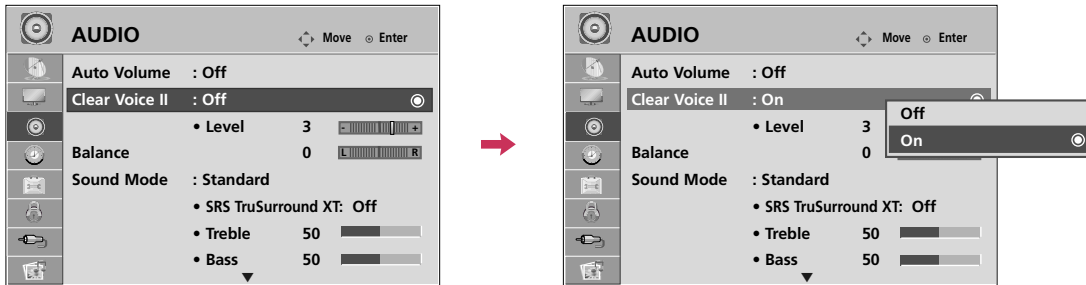 AUDIO Move Enter
Auto Volume : Off
Clear Voice II : Off
• Level 3 - +
Balance 0 L R
Sound Mode : Standard
• SRS TruSurround XT: Off
• Treble 50
• Bass 50
AUDIO Move Enter
Auto Volume : Off
Clear Voice II : On
• Level 3
Balance 0
Sound Mode : Standard
• SRS TruSurround XT: Off
• Treble 50
• Bass 50
Off
On